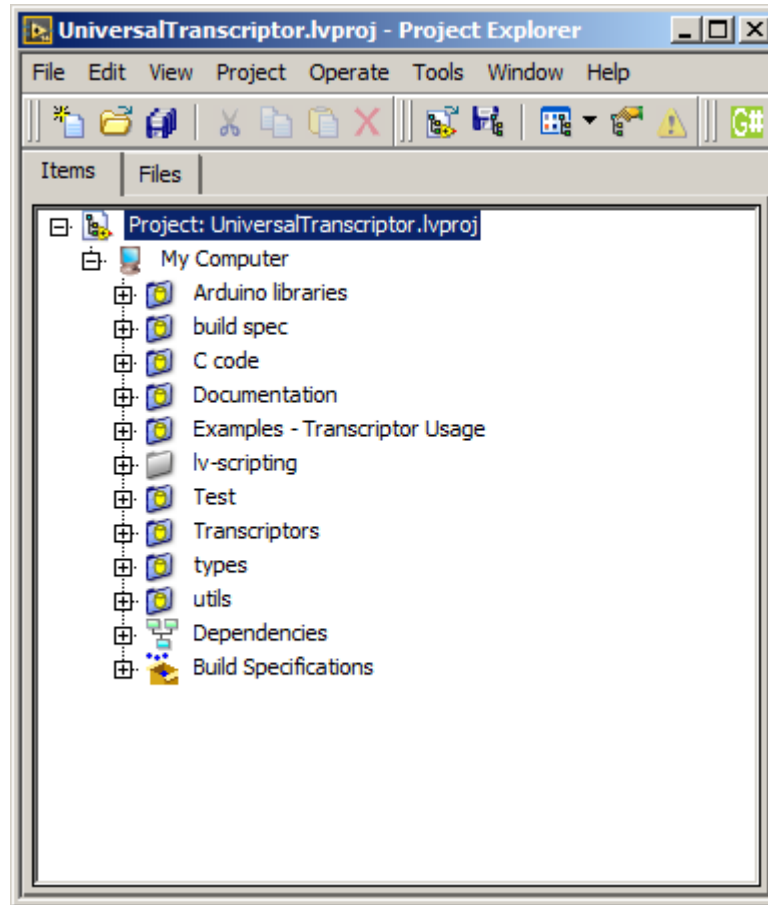 UniversalTranscriptor.lvproj - Project Explorer
File Edit View Project Operate Tools Window Help
G#
Items Files
Project: UniversalTranscriptor.lvproj
My Computer
Arduino libraries
build spec
C code
Documentation
Examples - Transcriptor Usage
lv-scripting
Test
Transcriptors
types
utils
Dependencies
Build Specifications